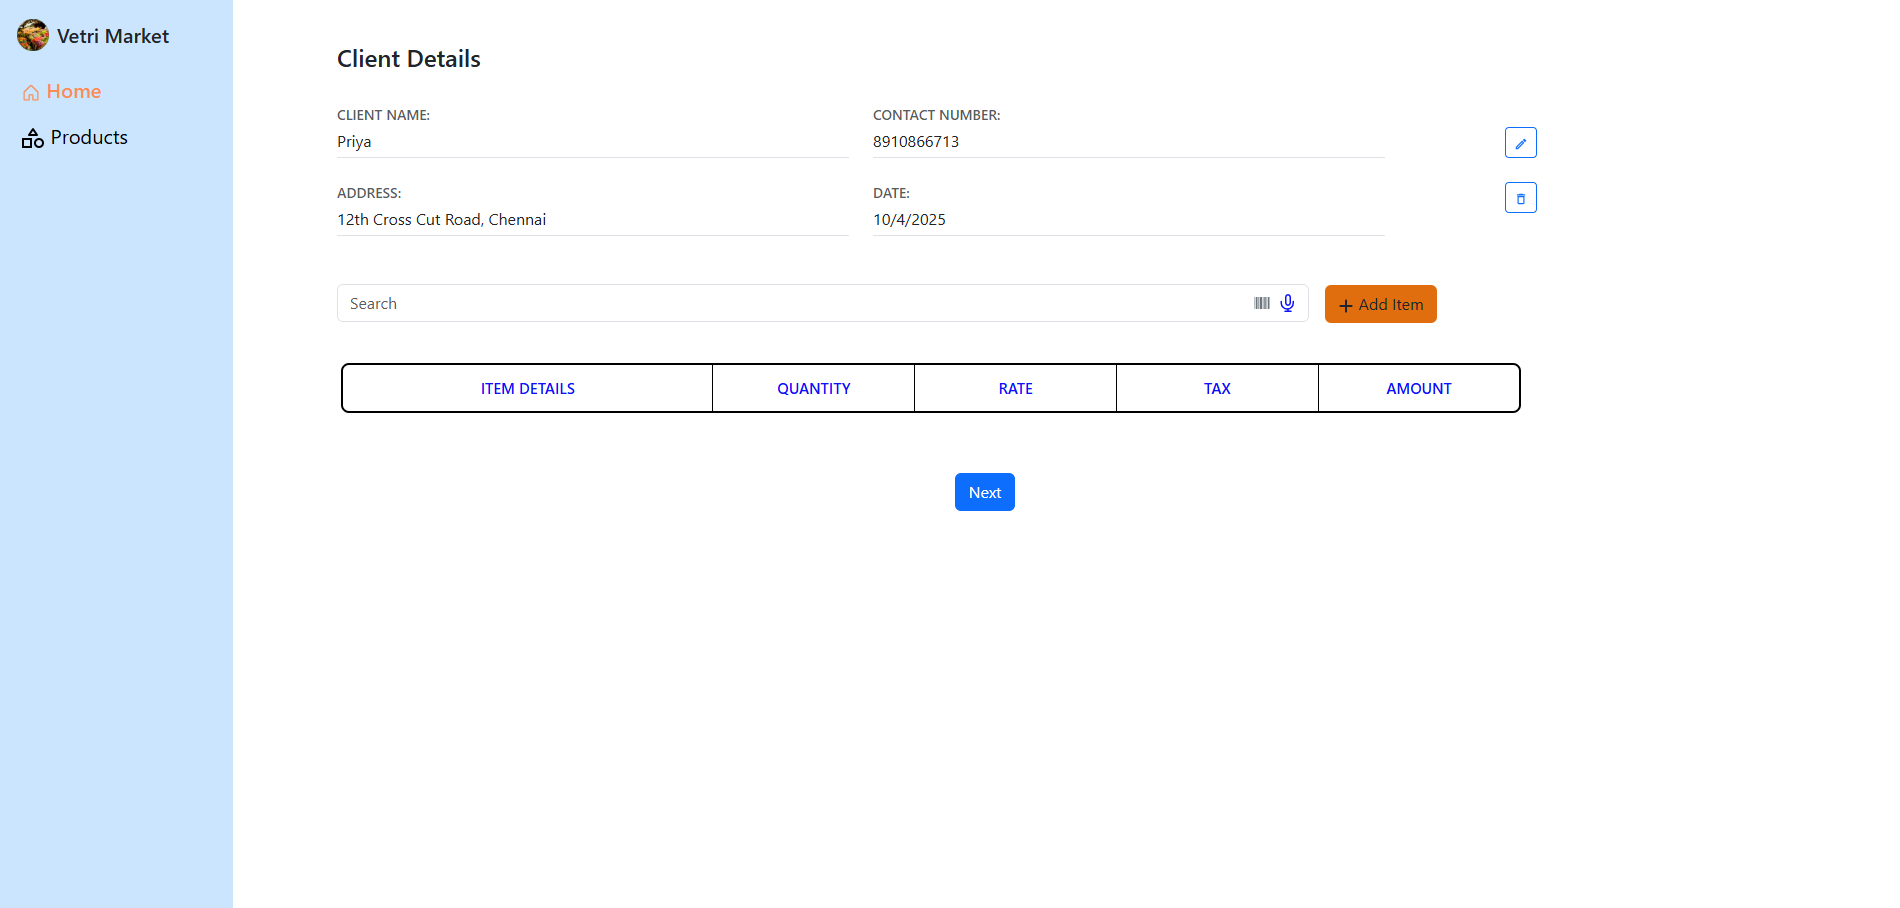 Vetri Market
Home
Products
Client Details
CLIENT NAME:
Priya
CONTACT NUMBER:
8910866713
ADDRESS:
12th Cross Cut Road, Chennai
DATE:
10/4/2025
Search
Add Item
ITEM DETAILS QUANTITY RATE TAX AMOUNT
Next